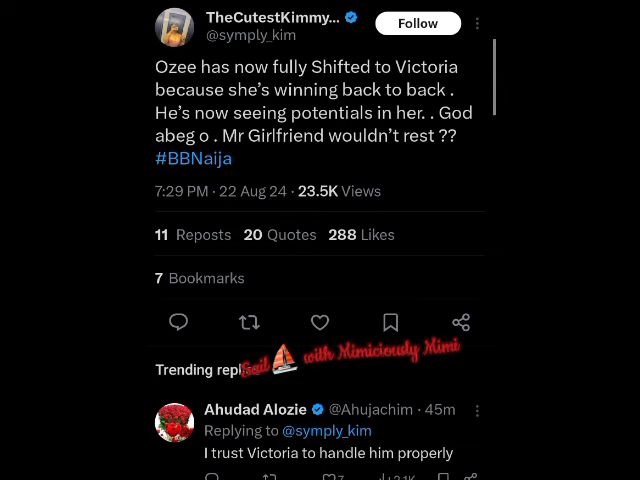 TheCutestKimmy...
Follow
@symply_kim
Ozee has now fully Shifted to Victoria
because she's winning back to back .
He's now seeing potentials in her. . God
abeg o . Mr Girlfriend wouldn't rest ??
#BBNaija
7:29 PM · 22 Aug 24 · 23.5K Views
11 Reposts 20 Quotes 288 Likes
7 Bookmarks
Sail with Mimiciously Mimi
Trending
Ahudad Alozie @Ahujachim · 45m
Replying to @symply_kim
I trust Victoria to handle him properly